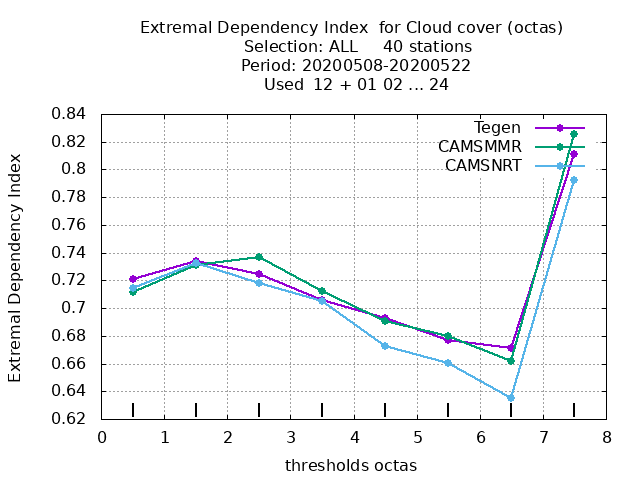 Extremal Dependency Index  for Cloud cover (octas)
Selection: ALL     40 stations
Period: 20200508-20200522
Used  12 + 01 02 ... 24
Tegen
CAMSMMR
CAMSNRT
Extremal Dependency Index
0.84
0.82
0.8
0.78
0.76
0.74
0.72
0.7
0.68
0.66
0.64
0.62
0 1 2 3 4 5 6 7 8
thresholds octas